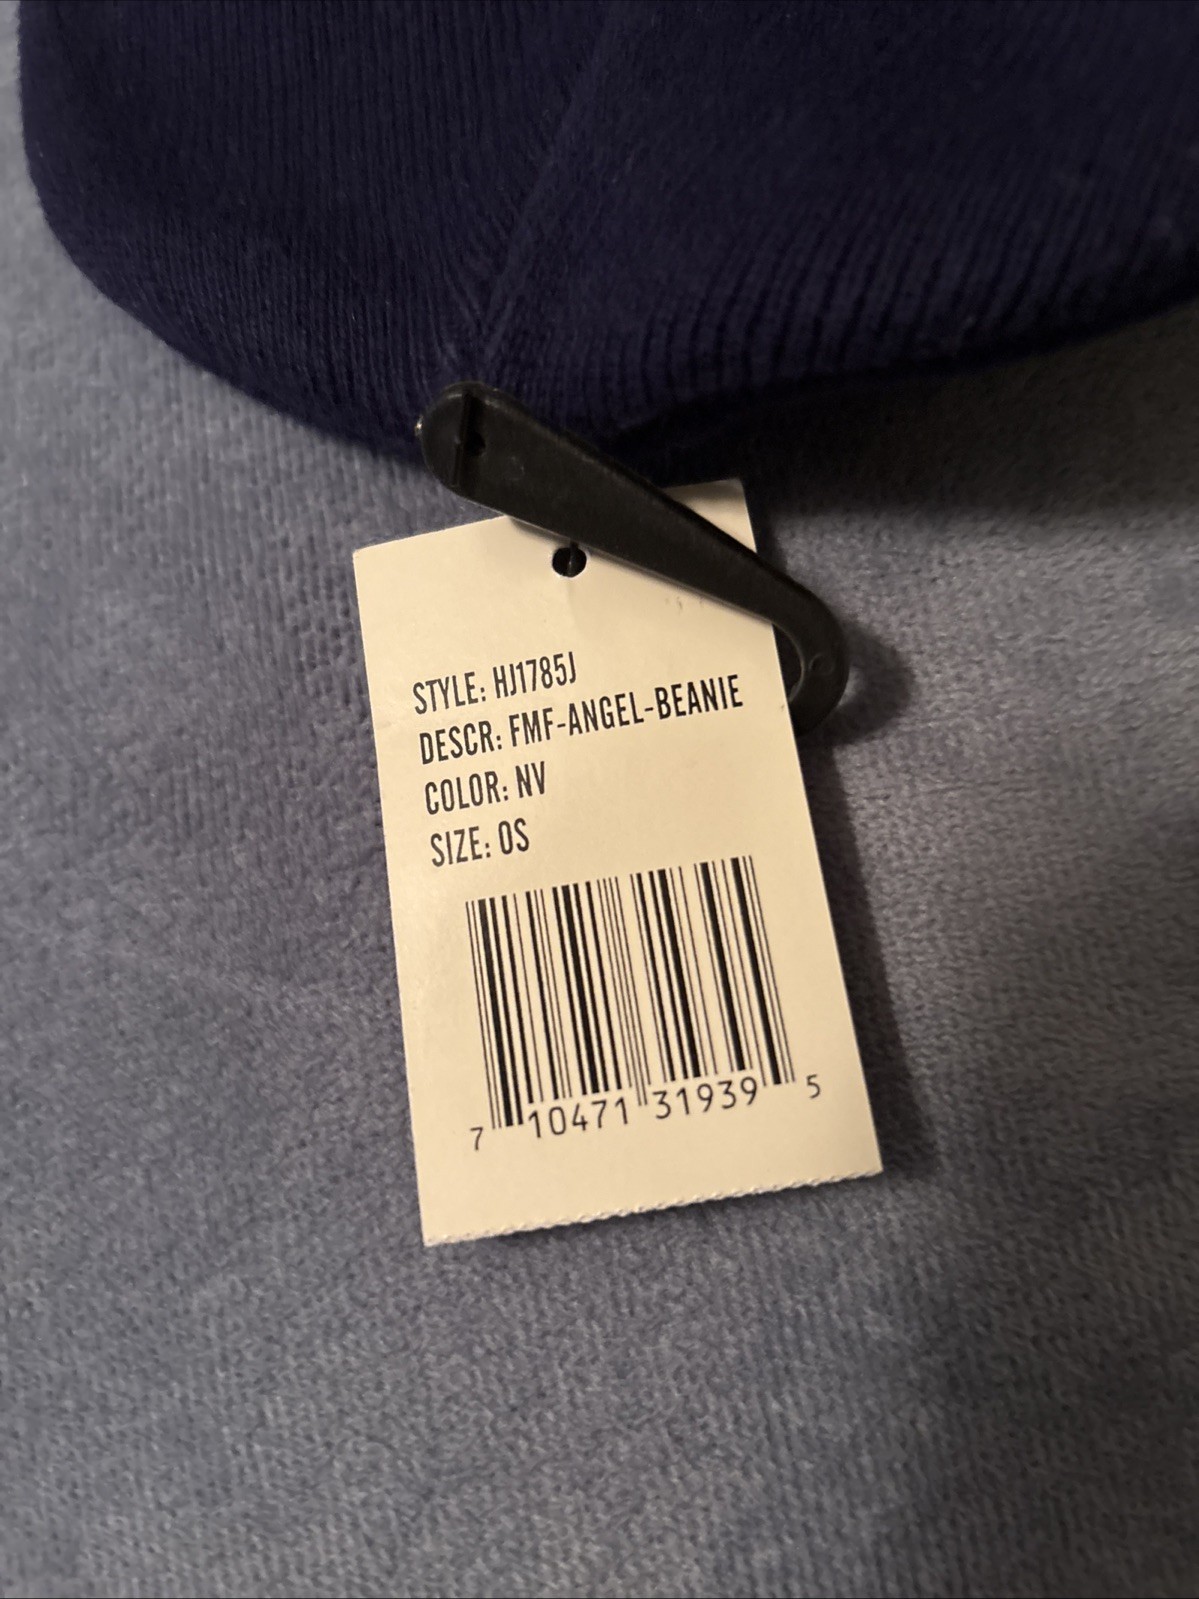 STYLE: HJ1785J
DESCR: FMF-ANGEL-BEANIE
COLOR: NV
SIZE: OS
7 10471 31939 5